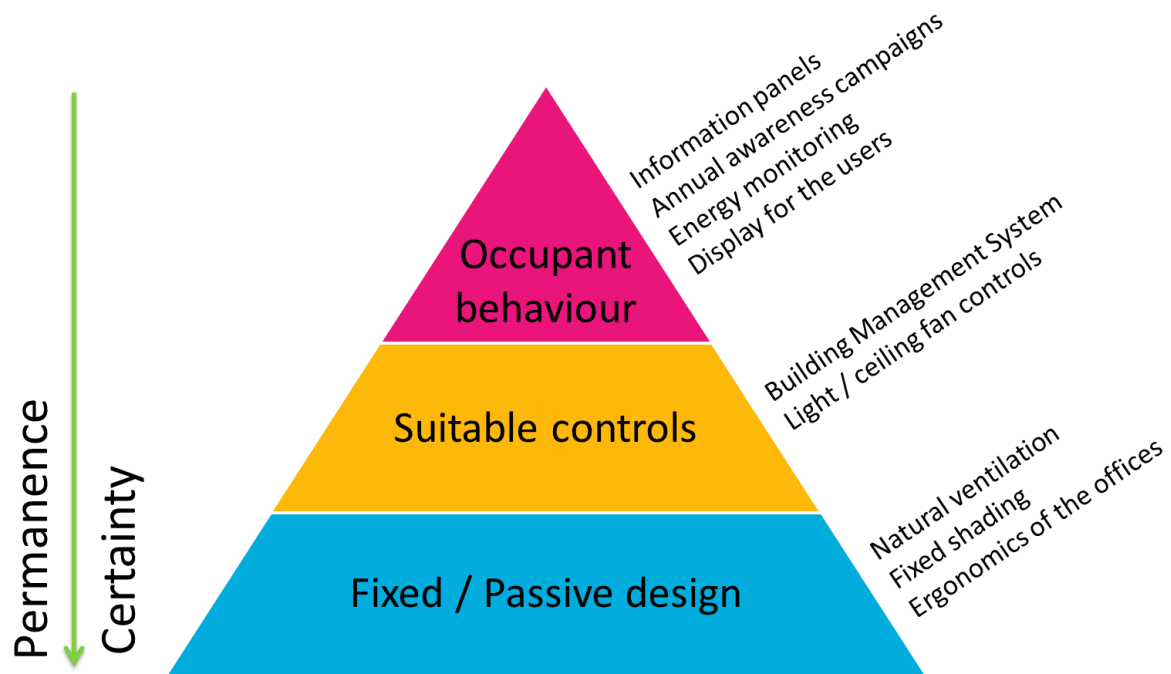 Information panels
Annual awareness campaigns
Energy monitoring
Display for the users
Occupant
behaviour
Building Management System
Light / ceiling fan controls
Suitable controls
Natural ventilation
Fixed shading
Ergonomics of the offices
Fixed / Passive design
Permanence
Certainty